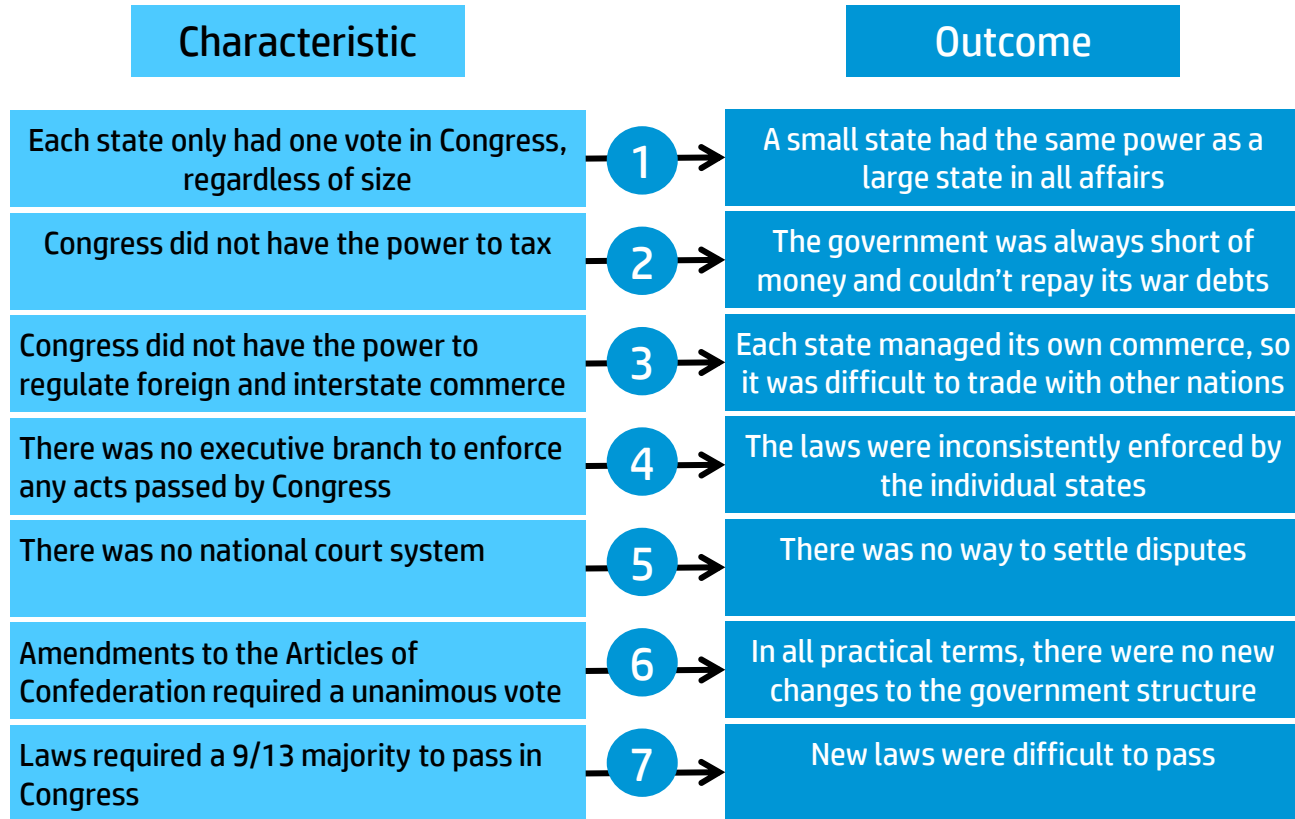 Characteristic
Outcome
Each state only had one vote in Congress,
regardless of size
1
A small state had the same power as a
large state in all affairs
Congress did not have the power to tax
2
The government was always short of
money and couldn’t repay its war debts
Congress did not have the power to
regulate foreign and interstate commerce
3
Each state managed its own commerce, so
it was difficult to trade with other nations
There was no executive branch to enforce
any acts passed by Congress
4
The laws were inconsistently enforced by
the individual states
There was no national court system
5
There was no way to settle disputes
Amendments to the Articles of
Confederation required a unanimous vote
6
In all practical terms, there were no new
changes to the government structure
Laws required a 9/13 majority to pass in
Congress
7
New laws were difficult to pass